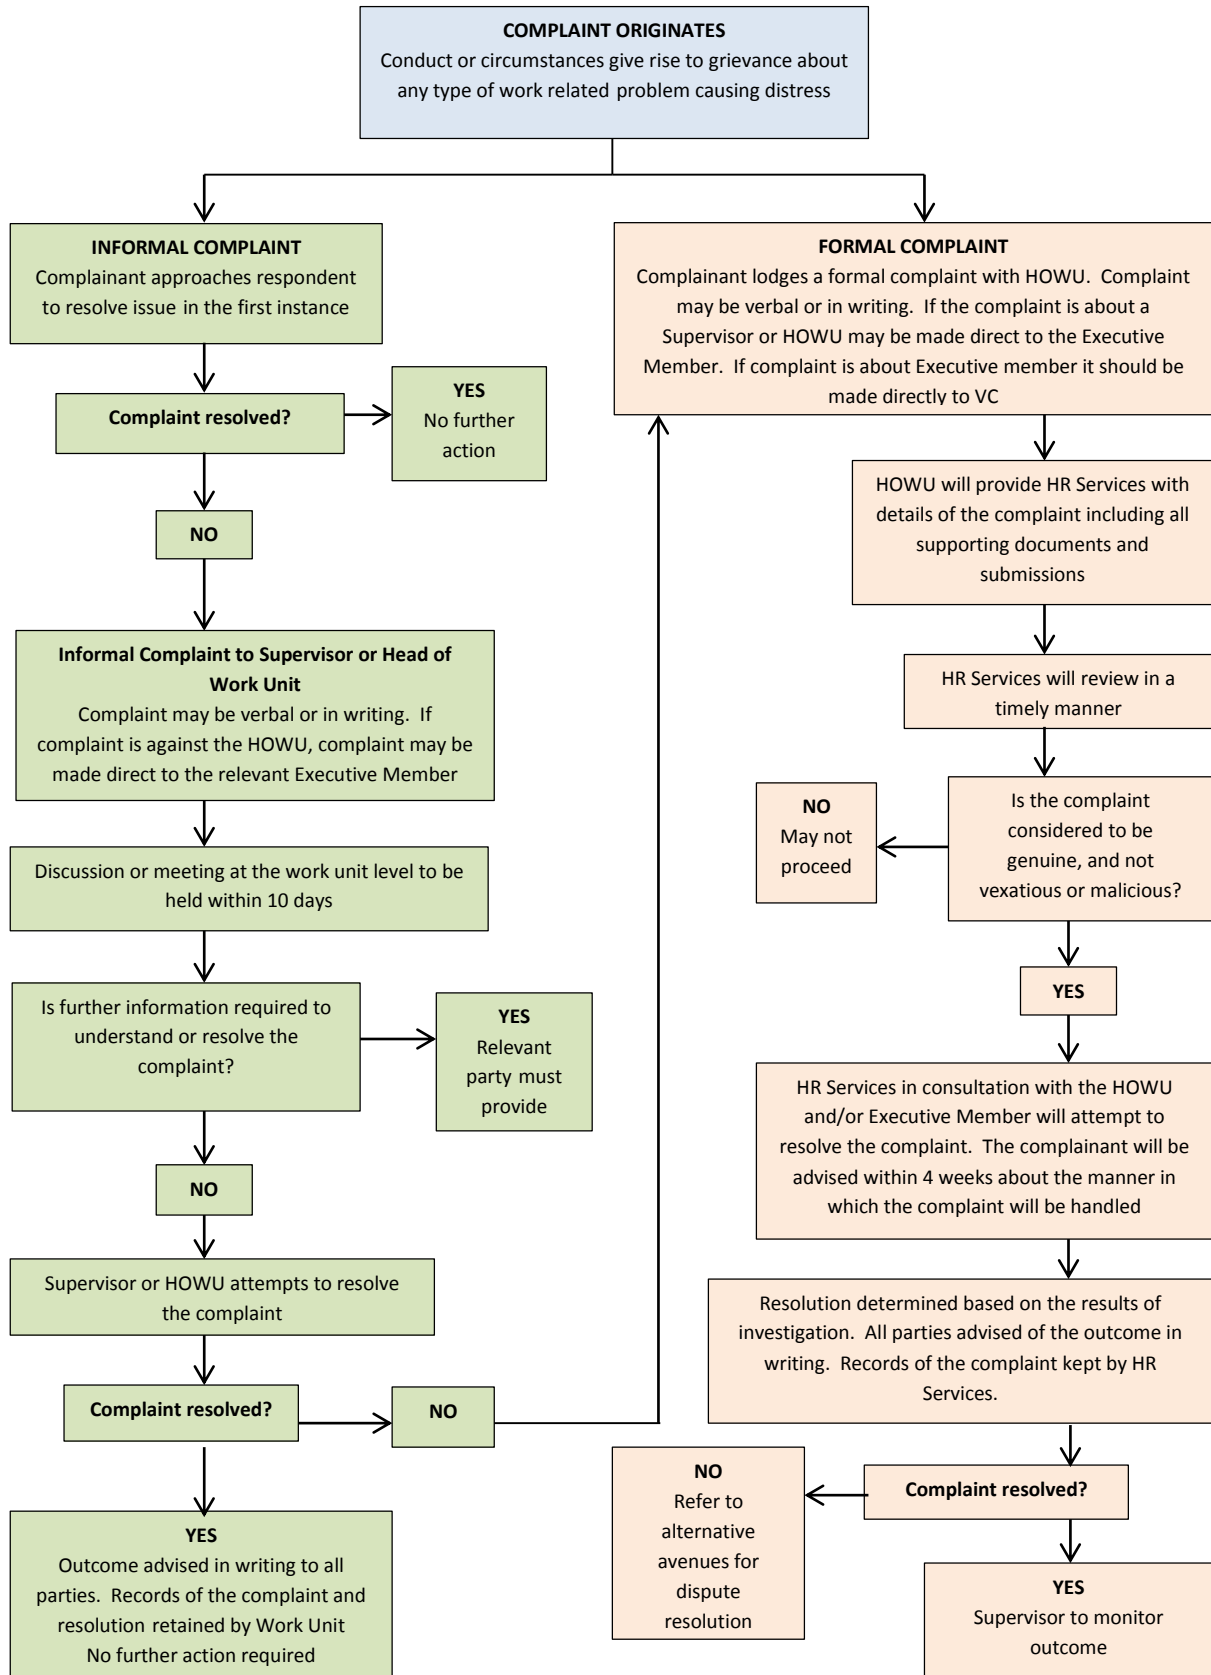 COMPLAINT ORIGINATES
Conduct or circumstances give rise to grievance about
any type of work related problem causing distress
INFORMAL COMPLAINT
Complainant approaches respondent
to resolve issue in the first instance
Complaint resolved?
YES
No further
action
NO
Informal Complaint to Supervisor or Head of
Work Unit
Complaint may be verbal or in writing. If
complaint is against the HOWU, complaint may be
made direct to the relevant Executive Member
Discussion or meeting at the work unit level to be
held within 10 days
Is further information required to
understand or resolve the
complaint?
YES
Relevant
party must
provide
NO
Supervisor or HOWU attempts to resolve
the complaint
Complaint resolved?
NO
YES
Outcome advised in writing to all
parties. Records of the complaint and
resolution retained by Work Unit
No further action required
FORMAL COMPLAINT
Complainant lodges a formal complaint with HOWU. Complaint
may be verbal or in writing. If the complaint is about a
Supervisor or HOWU may be made direct to the Executive
Member. If complaint is about Executive member it should be
made directly to VC
HOWU will provide HR Services with
details of the complaint including all
supporting documents and
submissions
HR Services will review in a
timely manner
Is the complaint
considered to be
genuine, and not
vexatious or malicious?
NO
May not
proceed
YES
HR Services in consultation with the HOWU
and/or Executive Member will attempt to
resolve the complaint. The complainant will be
advised within 4 weeks about the manner in
which the complaint will be handled
Resolution determined based on the results of
investigation. All parties advised of the outcome in
writing. Records of the complaint kept by HR
Services.
Complaint resolved?
NO
Refer to
alternative
avenues for
dispute
resolution
YES
Supervisor to monitor
outcome